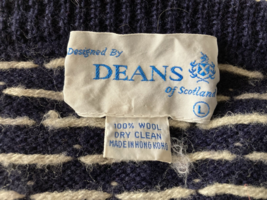 Designed By
DEANS
of Scotland
L
100% WOOL
DRY CLEAN
MADE IN HONG KONG